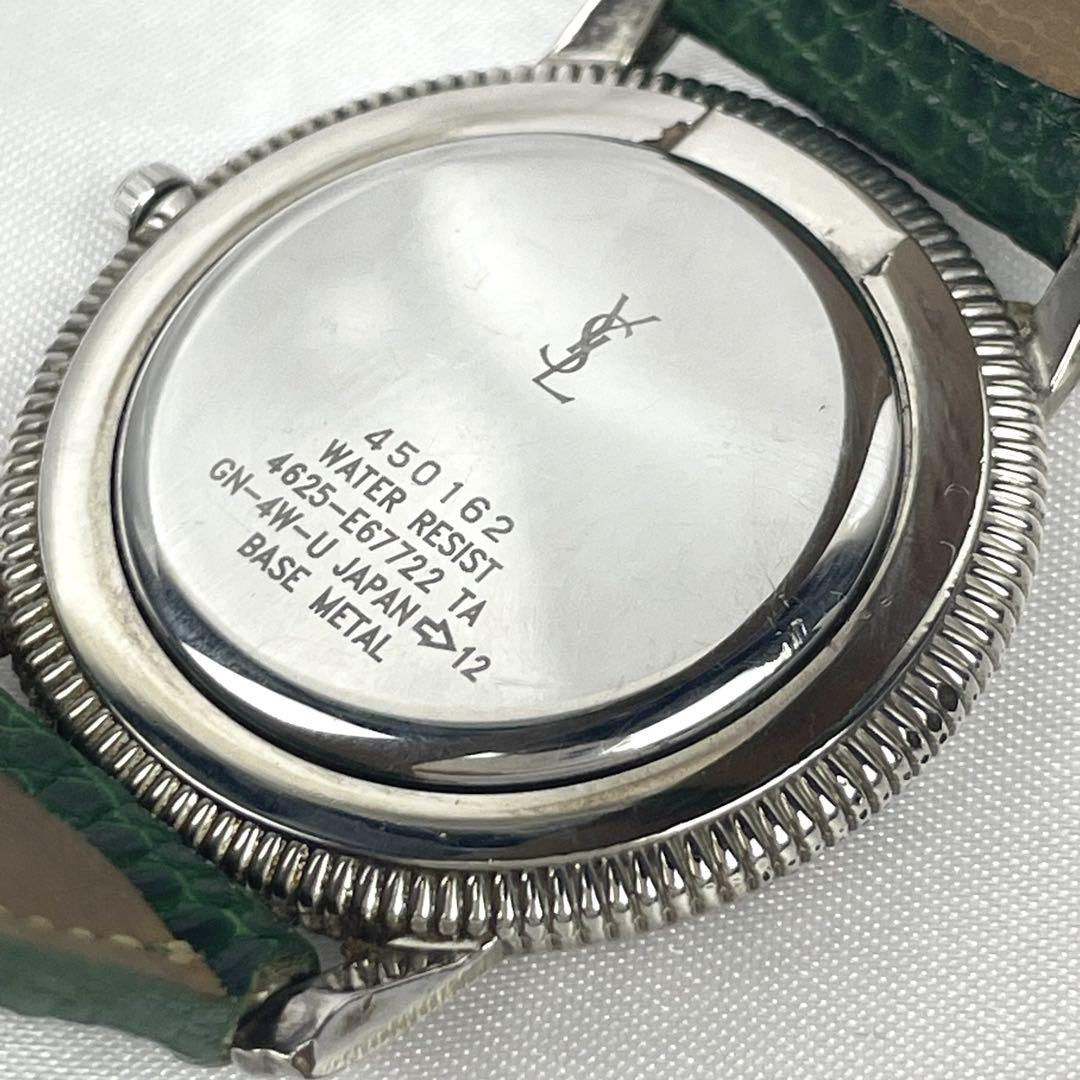 YSL
450162
WATER RESIST
4625-E67722 TA
GN-4W-U JAPAN ⇨12
BASE METAL